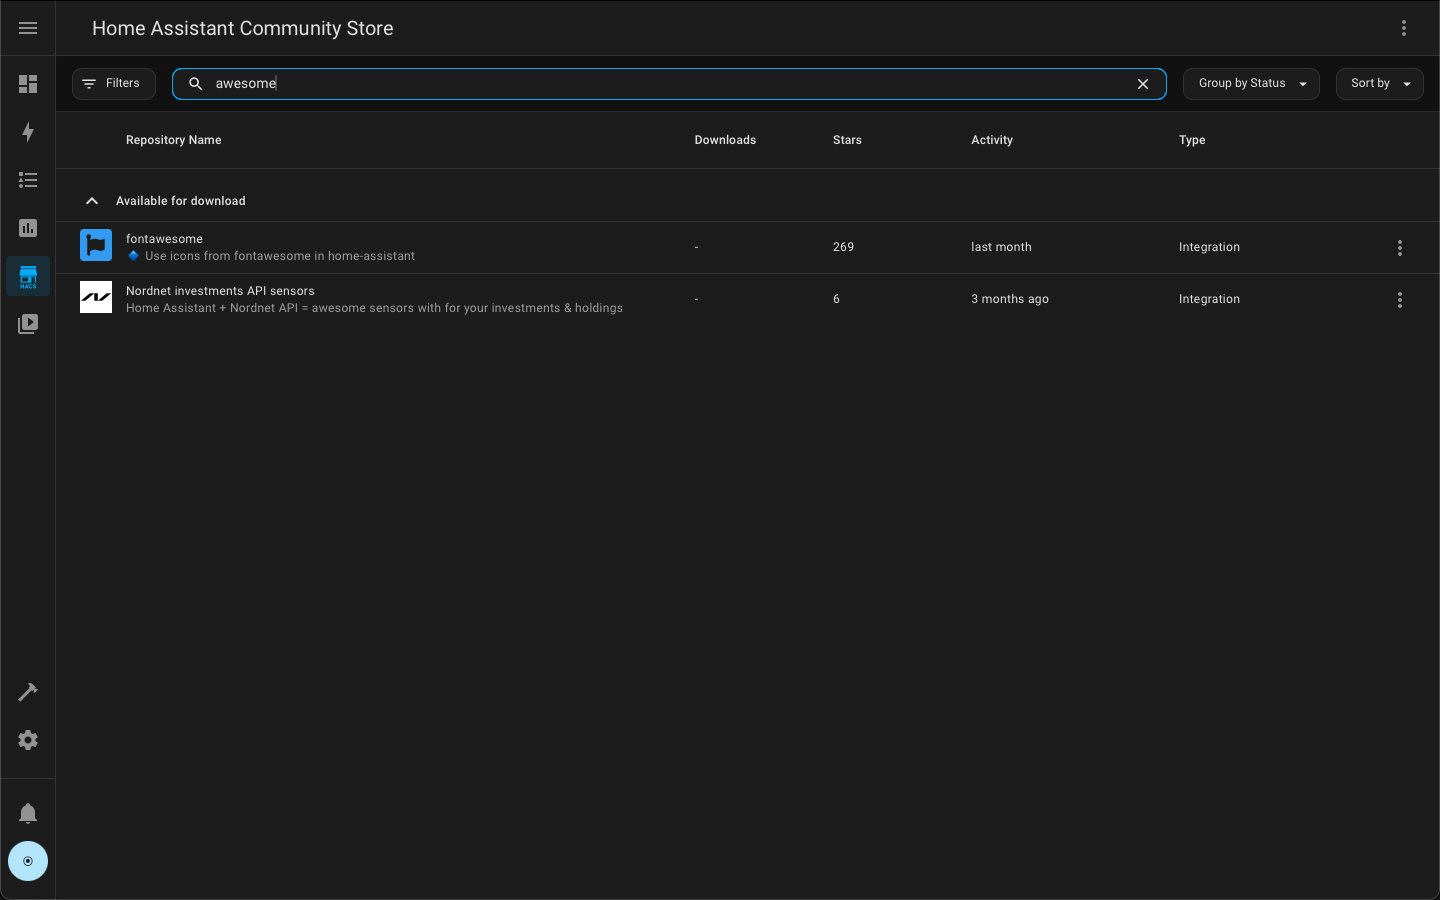 Home Assistant Community Store
Filters
awesome
Group by Status
Sort by
Repository Name Downloads Stars Activity Type
Available for download
fontawesome
Use icons from fontawesome in home-assistant
- 269 last month Integration
HACS
Nordnet investments API sensors
Home Assistant + Nordnet API = awesome sensors with for your investments & holdings
- 6 3 months ago Integration